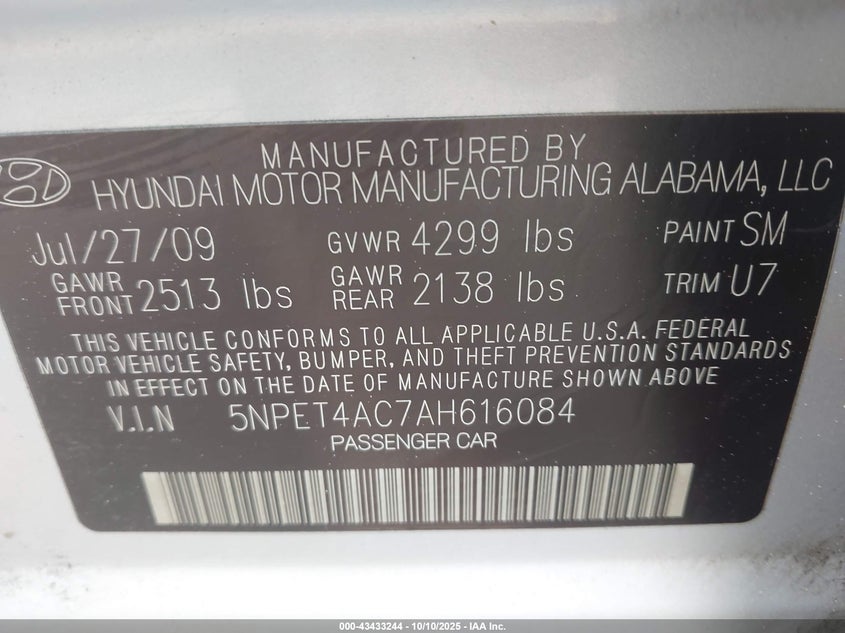 MANUFACTURED BY
HYUNDAI MOTOR MANUFACTURING ALABAMA, LLC
Jul/27/09 GVWR 4299 lbs PAINT SM
GAWR FRONT 2513 lbs GAWR REAR 2138 lbs TRIM U7
THIS VEHICLE CONFORMS TO ALL APPLICABLE U.S.A. FEDERAL
MOTOR VEHICLE SAFETY, BUMPER, AND THEFT PREVENTION STANDARDS
IN EFFECT ON THE DATE OF MANUFACTURE SHOWN ABOVE
V.I.N 5NPET4AC7AH616084
PASSENGER CAR
000-43433244 - 10/10/2025 - IAA Inc.